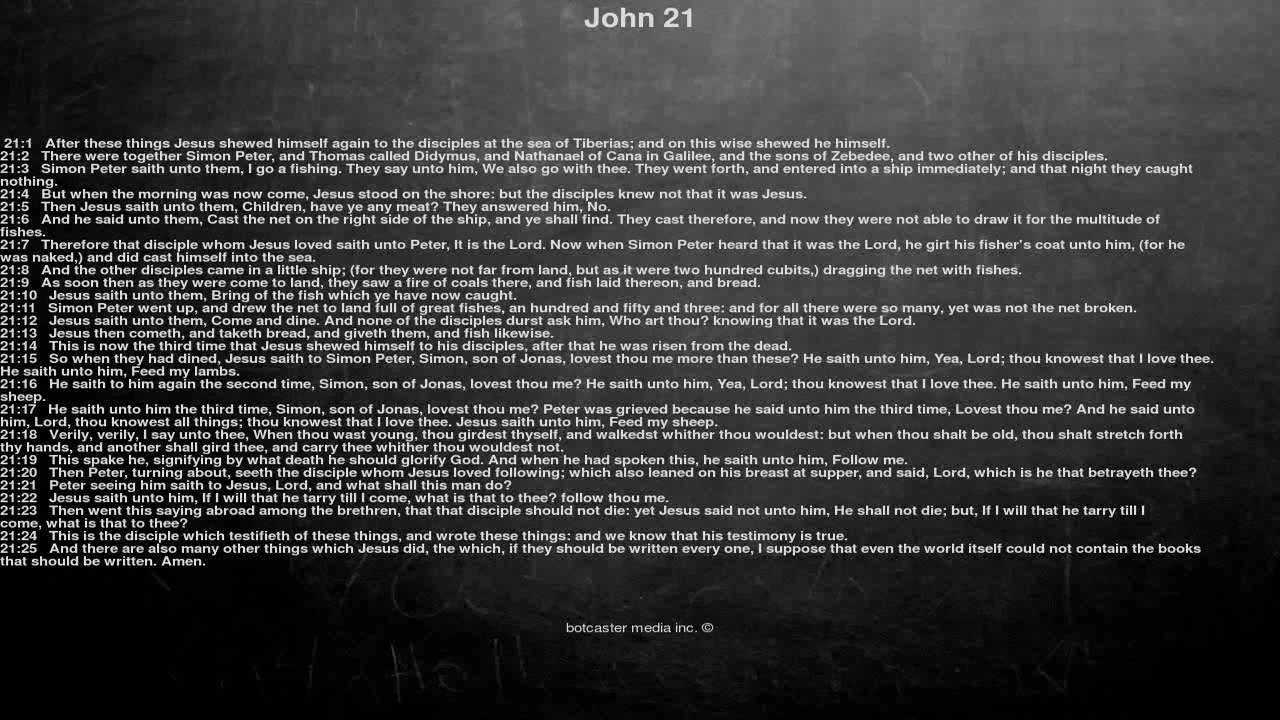 John 21
21:1 After these things Jesus shewed himself again to the disciples at the sea of Tiberias; and on this wise shewed he himself.
21:2 There were together Simon Peter, and Thomas called Didymus, and Nathanael of Cana in Galilee, and the sons of Zebedee, and two other of his disciples.
21:3 Simon Peter saith unto them, I go a fishing. They say unto him, We also go with thee. They went forth, and entered into a ship immediately; and that night they caught
nothing.
21:4 But when the morning was now come, Jesus stood on the shore: but the disciples knew not that it was Jesus.
21:5 Then Jesus saith unto them, Children, have ye any meat? They answered him, No.
21:6 And he said unto them, Cast the net on the right side of the ship, and ye shall find. They cast therefore, and now they were not able to draw it for the multitude of
fishes.
21:7 Therefore that disciple whom Jesus loved saith unto Peter, It is the Lord. Now when Simon Peter heard that it was the Lord, he girt his fisher's coat unto him, (for he
was naked,) and did cast himself into the sea.
21:8 And the other disciples came in a little ship; (for they were not far from land, but as it were two hundred cubits,) dragging the net with fishes.
21:9 As soon then as they were come to land, they saw a fire of coals there, and fish laid thereon, and bread.
21:10 Jesus saith unto them, Bring of the fish which ye have now caught.
21:11 Simon Peter went up, and drew the net to land full of great fishes, an hundred and fifty and three: and for all there were so many, yet was not the net broken.
21:12 Jesus saith unto them, Come and dine. And none of the disciples durst ask him, Who art thou? knowing that it was the Lord.
21:13 Jesus then cometh, and taketh bread, and giveth them, and fish likewise.
21:14 This is now the third time that Jesus shewed himself to his disciples, after that he was risen from the dead.
21:15 So when they had dined, Jesus saith to Simon Peter, Simon, son of Jonas, lovest thou me more than these? He saith unto him, Yea, Lord; thou knowest that I love thee.
He saith unto him, Feed my lambs.
21:16 He saith to him again the second time, Simon, son of Jonas, lovest thou me? He saith unto him, Yea, Lord; thou knowest that I love thee. He saith unto him, Feed my
sheep.
21:17 He saith unto him the third time, Simon, son of Jonas, lovest thou me? Peter was grieved because he said unto him the third time, Lovest thou me? And he said unto
him, Lord, thou knowest all things; thou knowest that I love thee. Jesus saith unto him, Feed my sheep.
21:18 Verily, verily, I say unto thee, When thou wast young, thou girdest thyself, and walkedst whither thou wouldest: but when thou shalt be old, thou shalt stretch forth
thy hands, and another shall gird thee, and carry thee whither thou wouldest not.
21:19 This spake he, signifying by what death he should glorify God. And when he had spoken this, he saith unto him, Follow me.
21:20 Then Peter, turning about, seeth the disciple whom Jesus loved following; which also leaned on his breast at supper, and said, Lord, which is he that betrayeth thee?
21:21 Peter seeing him saith to Jesus, Lord, and what shall this man do?
21:22 Jesus saith unto him, If I will that he tarry till I come, what is that to thee? follow thou me.
21:23 Then went this saying abroad among the brethren, that that disciple should not die: yet Jesus said not unto him, He shall not die; but, If I will that he tarry till I
come, what is that to thee?
21:24 This is the disciple which testifieth of these things, and wrote these things: and we know that his testimony is true.
21:25 And there are also many other things which Jesus did, the which, if they should be written every one, I suppose that even the world itself could not contain the books
that should be written. Amen.
botcaster media inc. ©